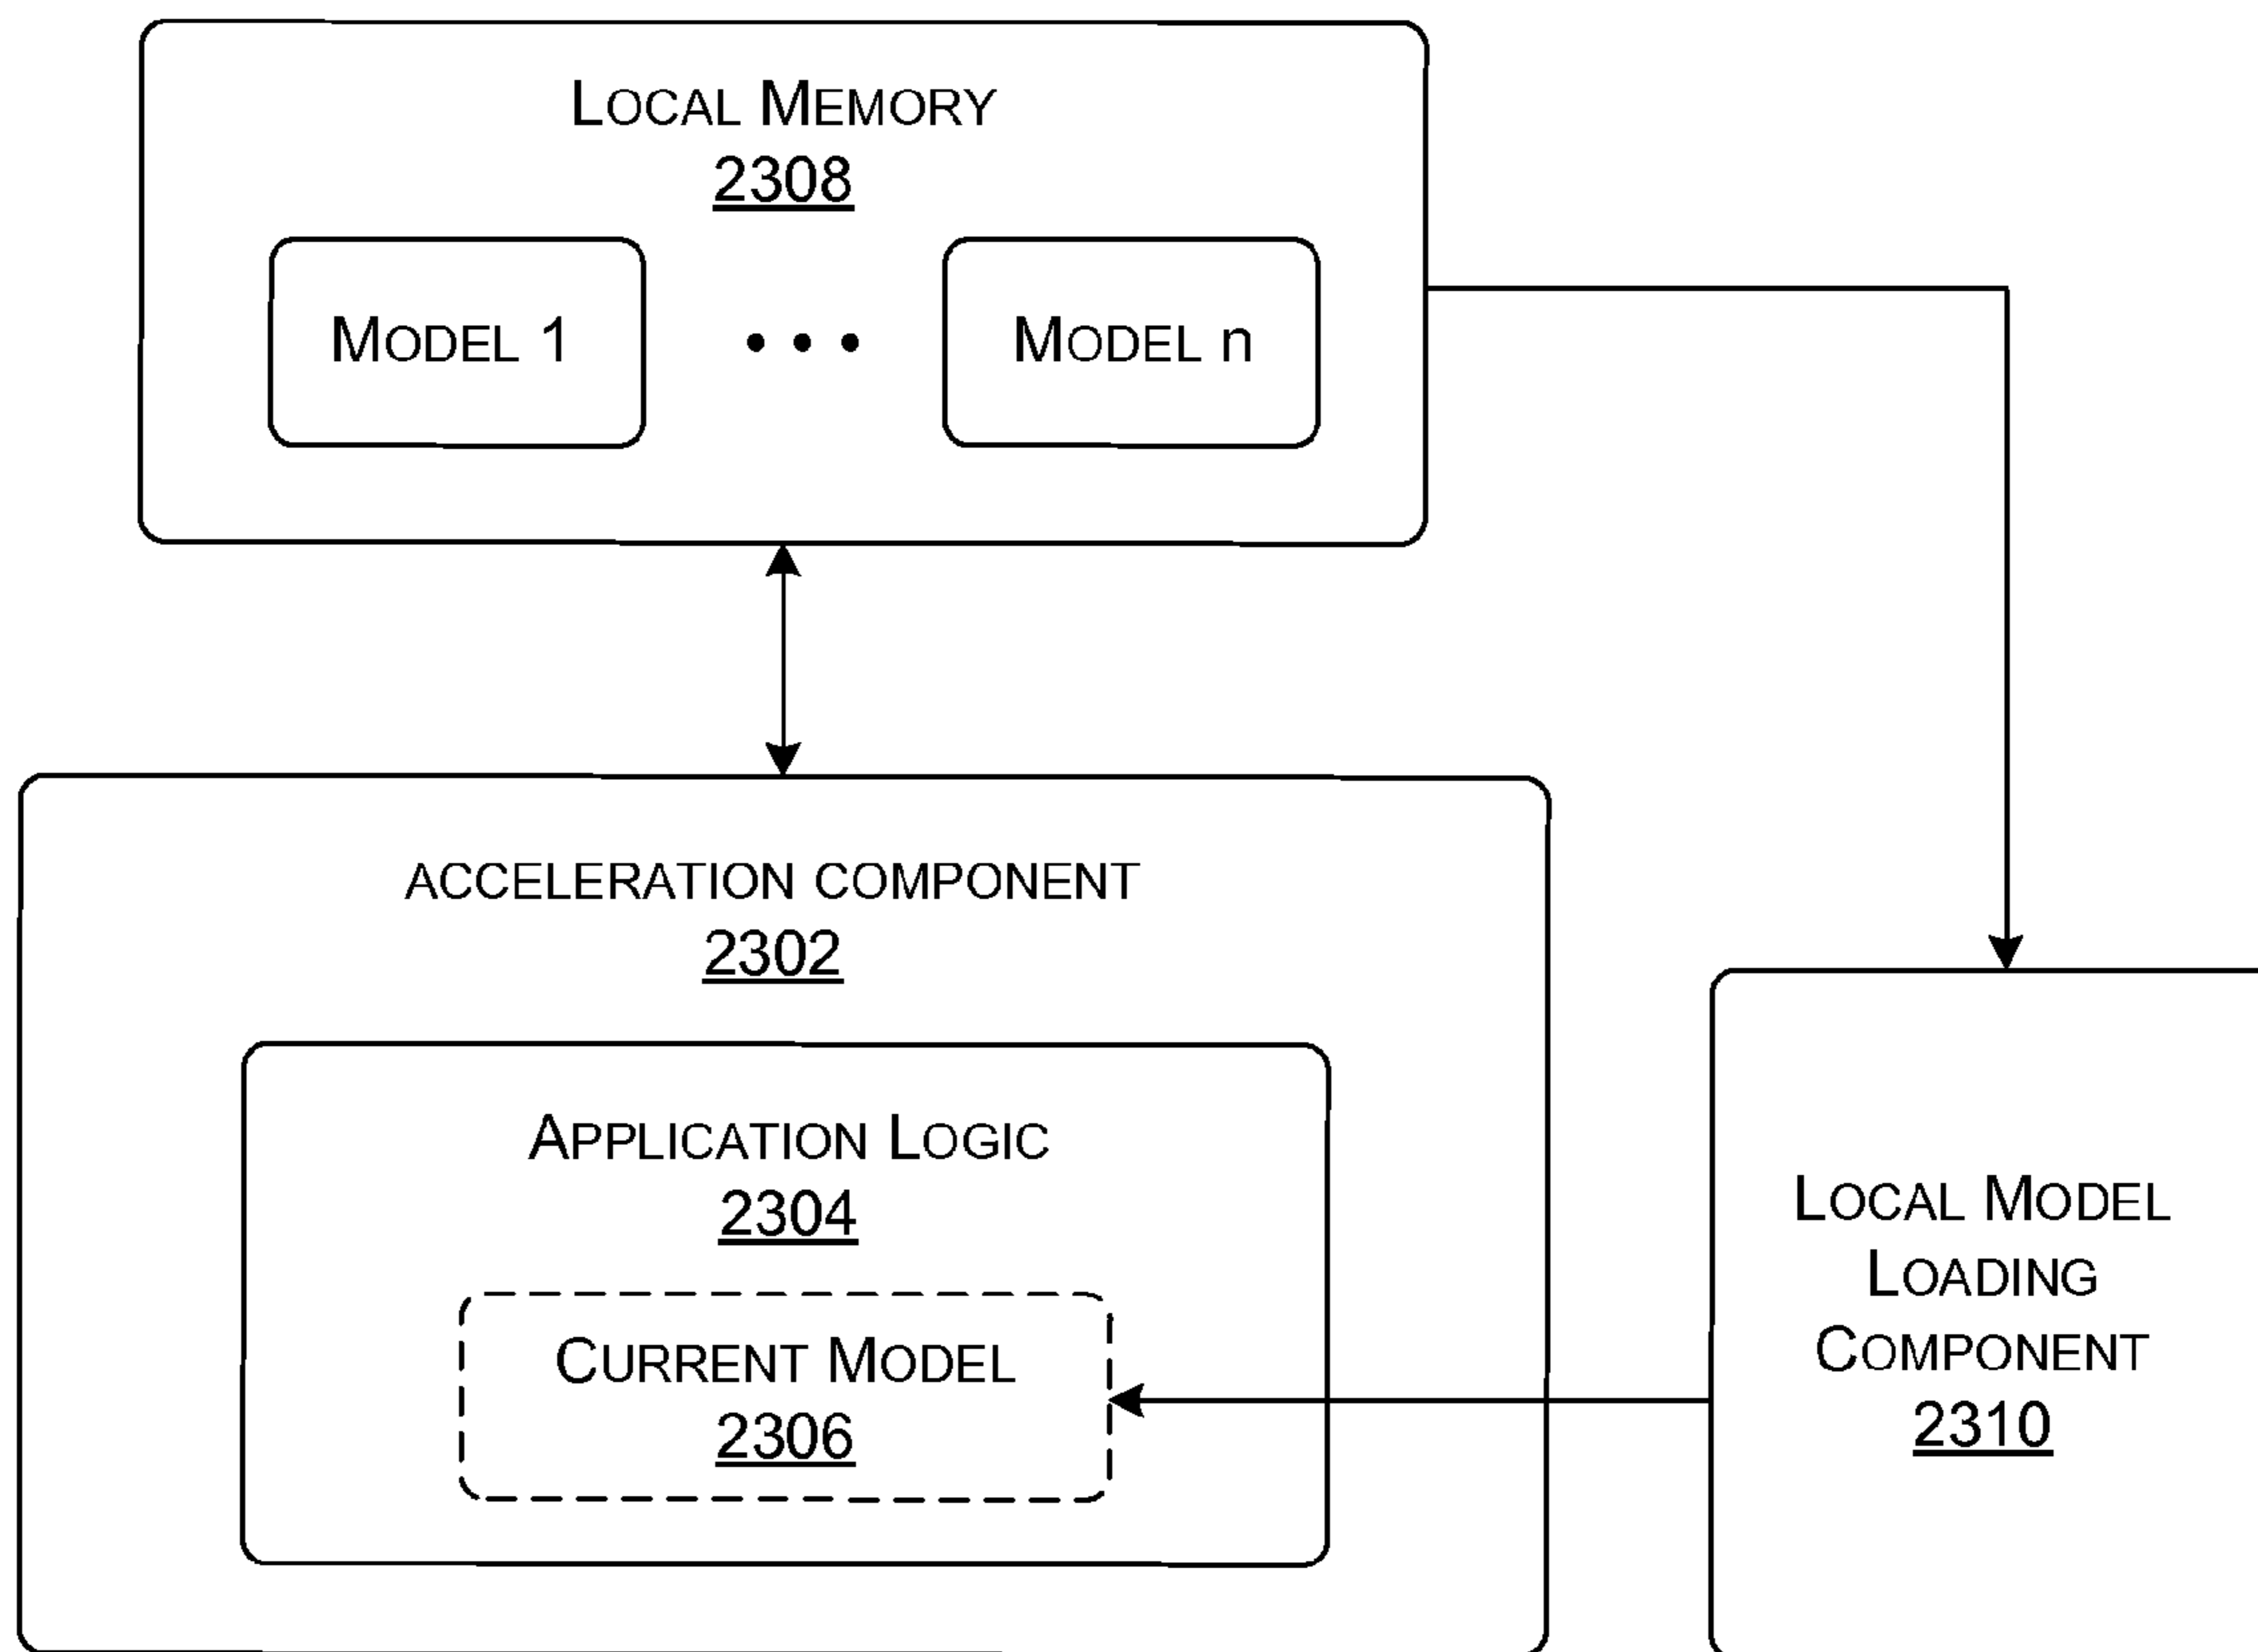 LOCAL MEMORY
2308
MODEL 1 • • • MODEL n
ACCELERATION COMPONENT
2302
APPLICATION LOGIC
2304
CURRENT MODEL
2306
LOCAL MODEL
LOADING
COMPONENT
2310